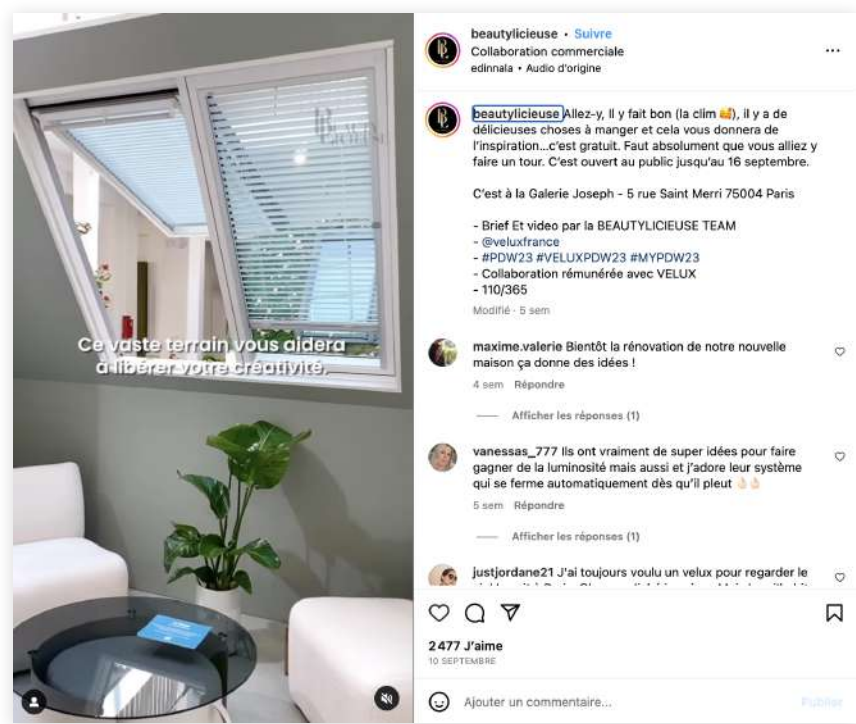 Ce vaste terrain vous aidera
à libérer votre créativité.
beautylicieuse • Suivre
Collaboration commerciale
edinnala • Audio d'origine
beautylicieuse Allez-y, Il y fait bon (la clim 🥰), il y a de
délicieuses choses à manger et cela vous donnera de
l'inspiration...c'est gratuit. Faut absolument que vous alliez y
faire un tour. C'est ouvert au public jusqu'au 16 septembre.
C'est à la Galerie Joseph - 5 rue Saint Merri 75004 Paris
- Brief Et video par la BEAUTYLICIEUSE TEAM
- @veluxfrance
- #PDW23 #VELUXPDW23 #MYPDW23
- Collaboration rémunérée avec VELUX
- 110/365
Modifié · 5 sem
maxime.valerie Bientôt la rénovation de notre nouvelle
maison ça donne des idées !
4 sem Répondre
Afficher les réponses (1)
vanessas_777 Ils ont vraiment de super idées pour faire
gagner de la luminosité mais aussi et j'adore leur système
qui se ferme automatiquement dès qu'il pleut 👌🏻👌🏻
5 sem Répondre
Afficher les réponses (1)
justjordane21 J'ai toujours voulu un velux pour regarder le
2 477 J'aime
10 SEPTEMBRE
Ajouter un commentaire...
Publier